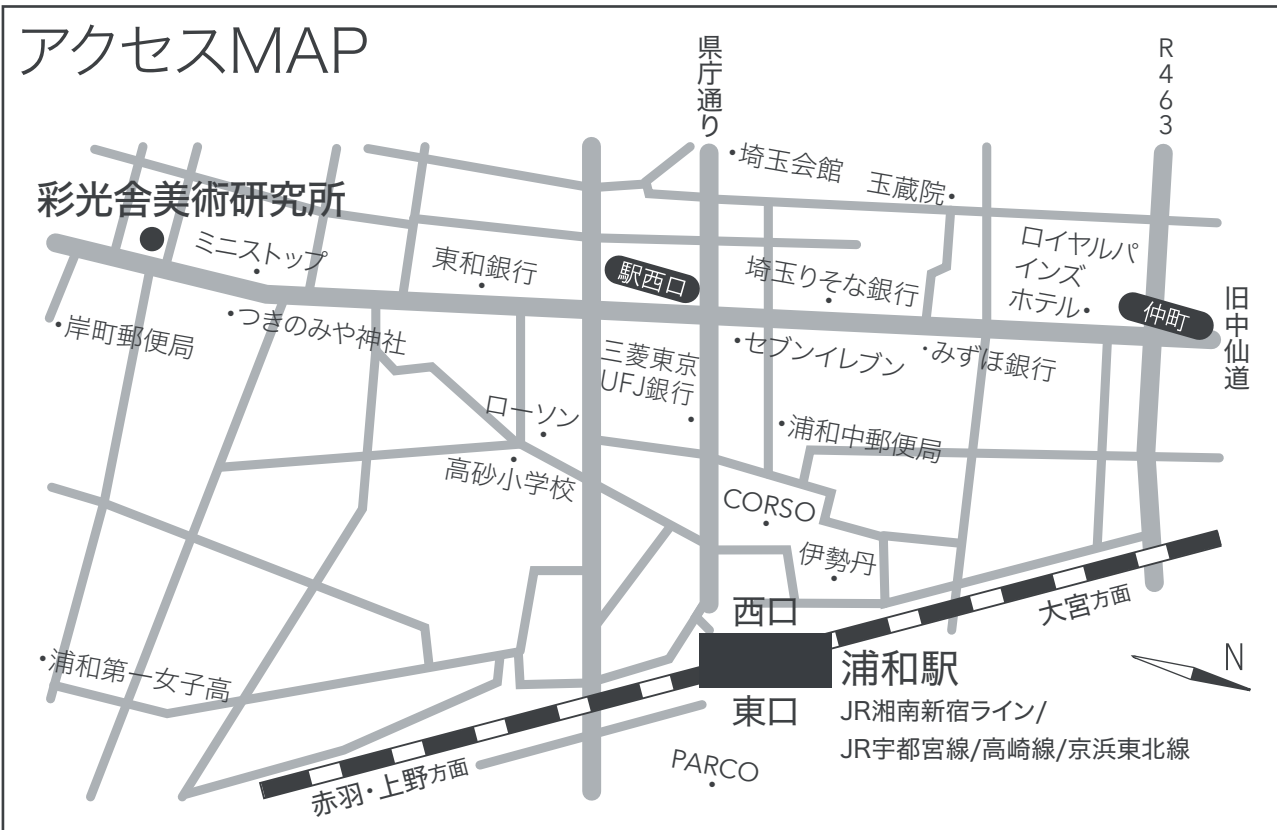 アクセスMAP
県庁通り
R463
・埼玉会館
玉蔵院・
彩光舎美術研究所
ミニストップ
東和銀行
駅西口
埼玉りそな銀行
ロイヤルパ
インズ
ホテル・
仲町
旧中仙道
・岸町郵便局
・つきのみや神社
三菱東京
UFJ銀行
・セブンイレブン
・みずほ銀行
ローソン
・浦和中郵便局
高砂小学校
CORSO
伊勢丹
西口
大宮方面
・浦和第一女子高
浦和駅
N
東口
JR湘南新宿ライン/
JR宇都宮線/高崎線/京浜東北線
PARCO
赤羽・上野方面